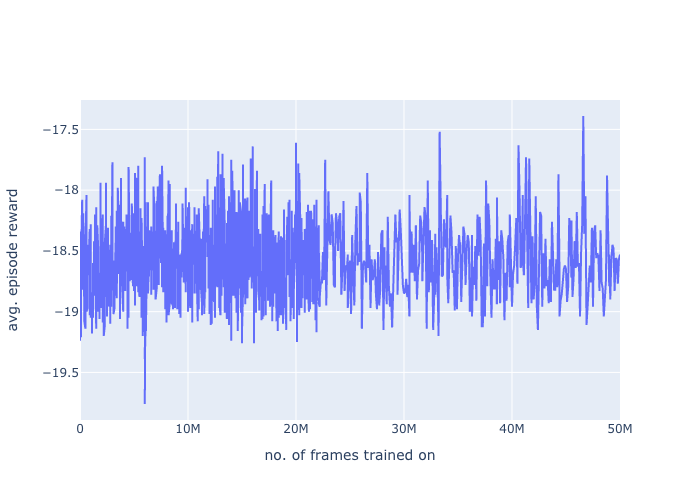 −17.5
−18
−18.5
−19
−19.5
avg. episode reward
0
10M
20M
30M
40M
50M
no. of frames trained on